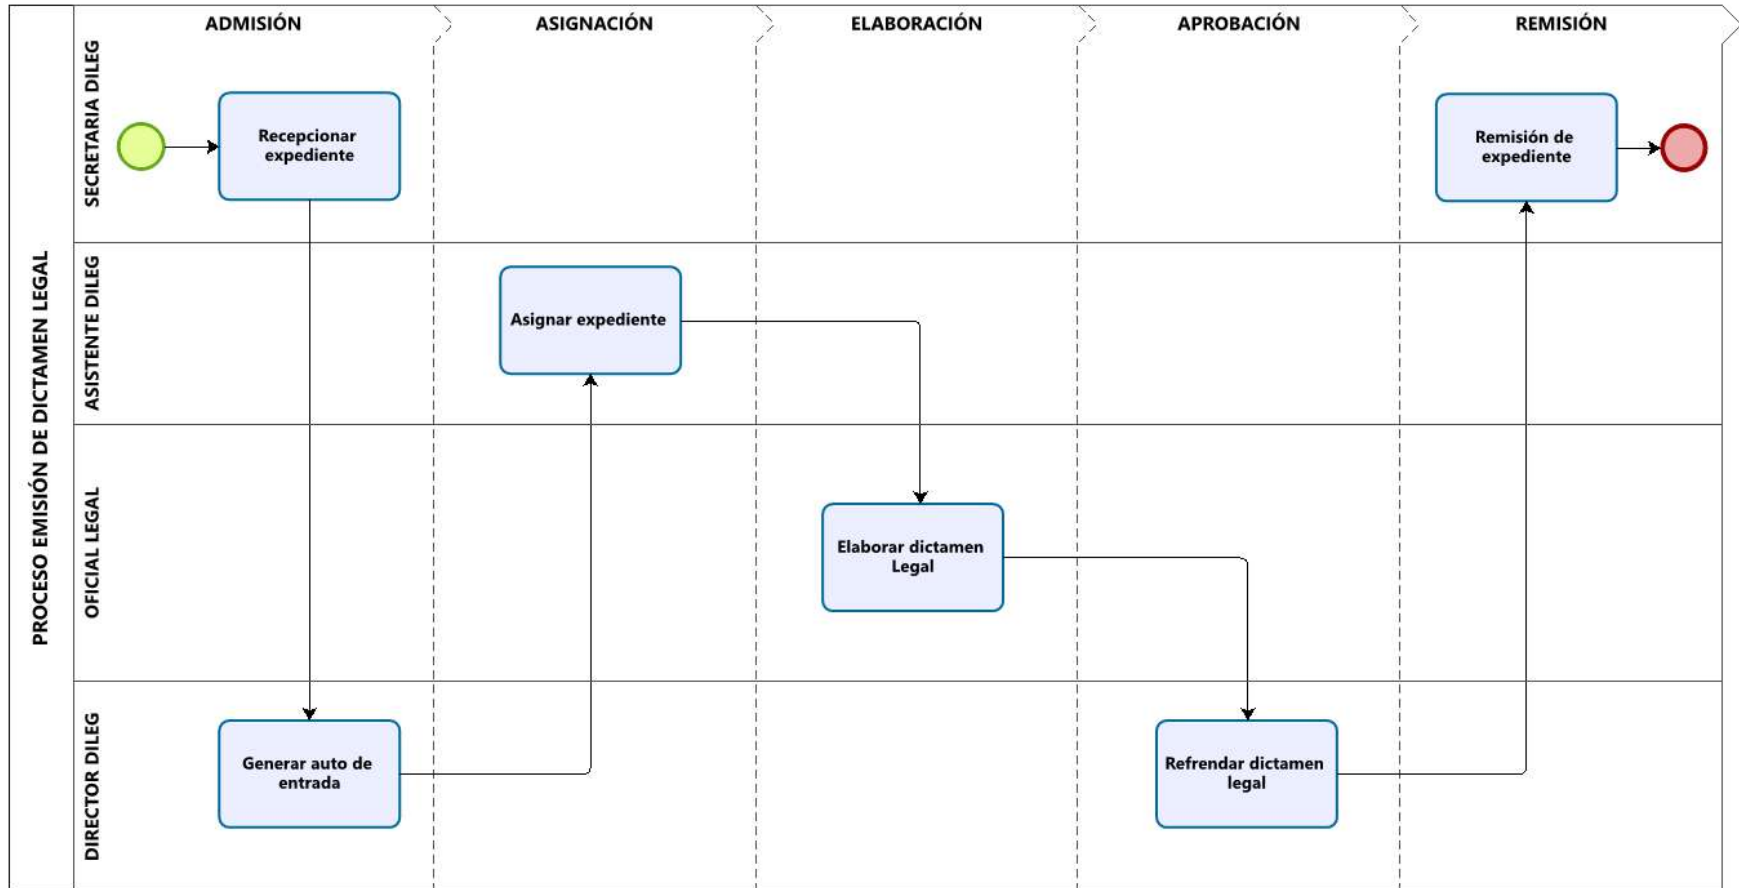 PROCESO EMISIÓN DE DICTAMEN LEGAL
ADMISIÓN
ASIGNACIÓN
ELABORACIÓN
APROBACIÓN
REMISIÓN
SECRETARIA DILEG
Recepcionar
expediente
Remisión de
expediente
ASISTENTE DILEG
Asignar expediente
OFICIAL LEGAL
Elaborar dictamen
Legal
DIRECTOR DILEG
Generar auto de
entrada
Refrendar dictamen
legal